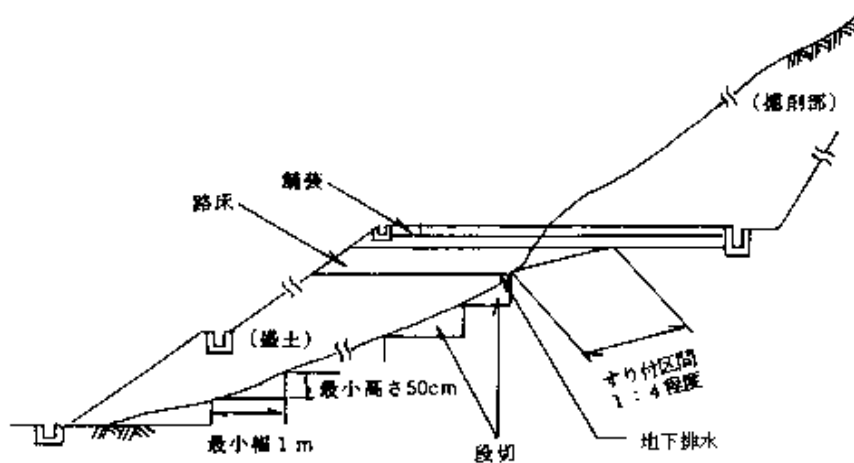 (掘削部)
舗装
路床
(盛土)
最小高さ50cm
すり付区間
1:4程度
最小幅1m
段切
地下排水